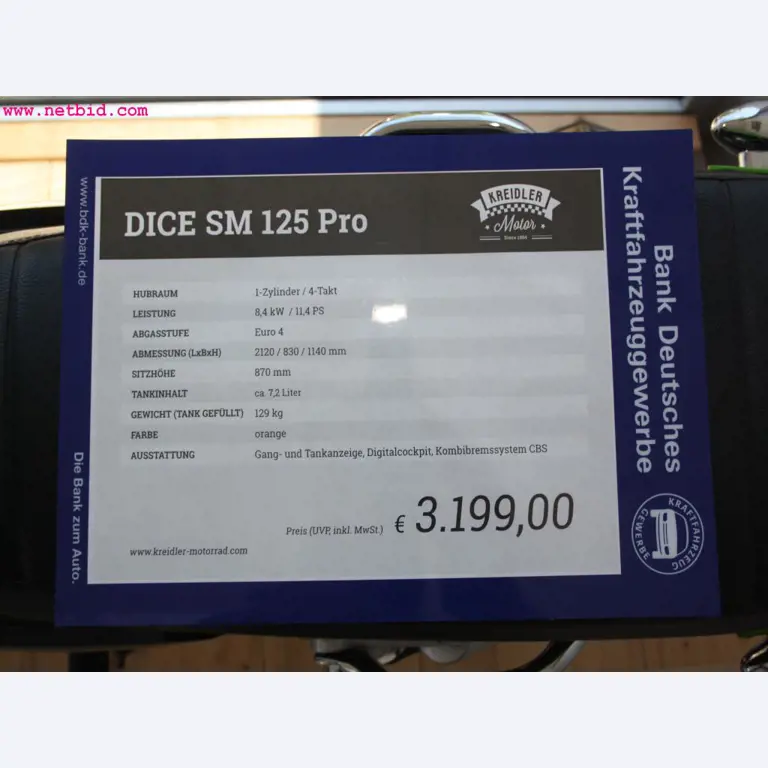 www.netbid.com
DICE SM 125 Pro
KREIDLER
Motor
Since 1904
HUBRAUM 1-Zylinder / 4-Takt
LEISTUNG 8,4 kW / 11,4 PS
ABGASSTUFE Euro 4
ABMESSUNG (LxBxH) 2120 / 830 / 1140 mm
SITZHÖHE 870 mm
TANKINHALT ca. 7,2 Liter
GEWICHT (TANK GEFÜLLT) 129 kg
FARBE orange
AUSSTATTUNG Gang- und Tankanzeige, Digitalcockpit, Kombibremssystem CBS
Preis (UVP, inkl. MwSt.) € 3.199,00
www.kreidler-motorrad.com
www.bdk-bank.de
Die Bank zum Auto.
Bank Deutsches
Kraftfahrzeuggewerbe
KRAFTFAHRZEUG
GEWERBE